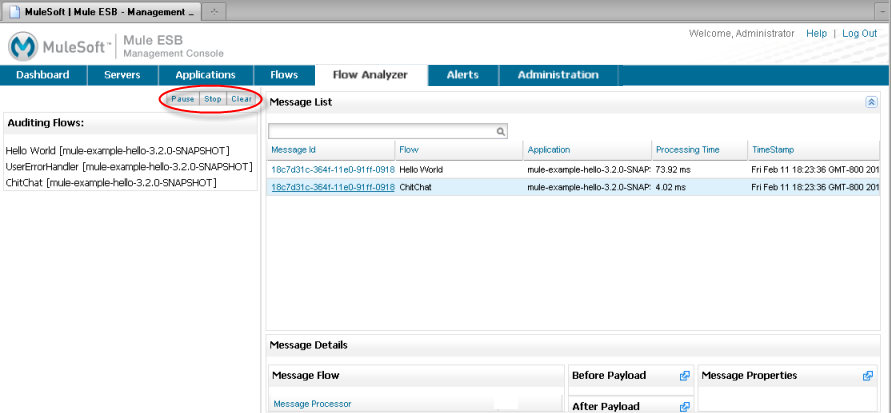 MuleSoft | Mule ESB - Management ...
MuleSoft™ Mule ESB
Management Console
Welcome, Administrator Help | Log Out
Dashboard Servers Applications Flows Flow Analyzer Alerts Administration
Pause Stop Clear
Auditing Flows:
Hello World [mule-example-hello-3.2.0-SNAPSHOT]
UserErrorHandler [mule-example-hello-3.2.0-SNAPSHOT]
ChitChat [mule-example-hello-3.2.0-SNAPSHOT]
Message List
Message Id Flow Application Processing Time TimeStamp
18c7d31c-364f-11e0-91ff-0918 Hello World mule-example-hello-3.2.0-SNAP 73.92 ms Fri Feb 11 18:23:36 GMT-800 201
18c7d31c-364f-11e0-91ff-0918 ChitChat mule-example-hello-3.2.0-SNAP 4.02 ms Fri Feb 11 18:23:36 GMT-800 201
Message Details
Message Flow
Message Processor
Before Payload
After Payload
Message Properties